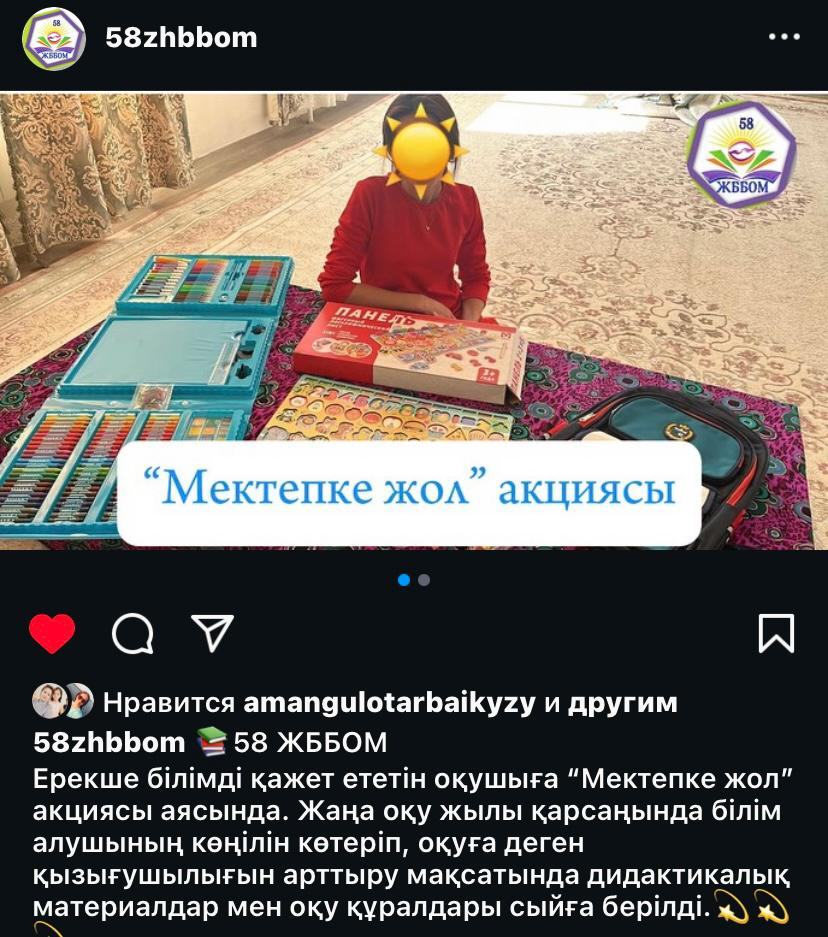 58zhbbom
58
ЖББОМ
ПАНЕЛЬ
3+
“Мектепке жол” акциясы
Нравится amangulotarbaikyzy и другим
58zhbbom 📚58 ЖББОМ
Ерекше білімді қажет ететін оқушыға “Мектепке жол”
акциясы аясында. Жаңа оқу жылы қарсаңында білім
алушының көңілін көтеріп, оқуға деген
қызығушылығын арттыру мақсатында дидактикалық
материалдар мен оқу құралдары сыйға берілді.💫💫
💫